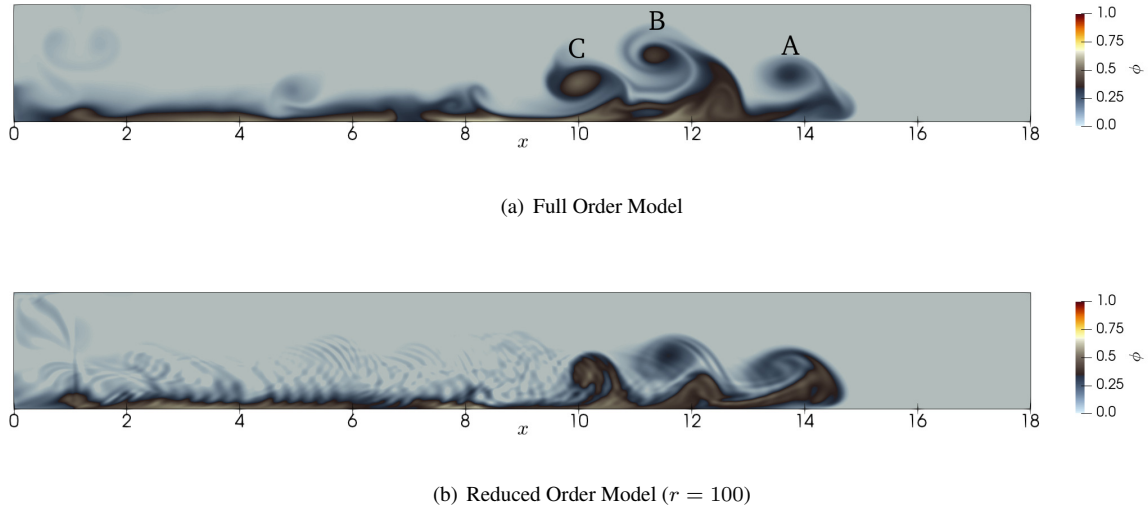 B
C
A
1.0
0.75
0.5
0.25
0.0
ϕ
0 2 4 6 8 10 12 14 16 18
x
(a) Full Order Model
1.0
0.75
0.5
0.25
0.0
ϕ
0 2 4 6 8 10 12 14 16 18
x
(b) Reduced Order Model (r = 100)